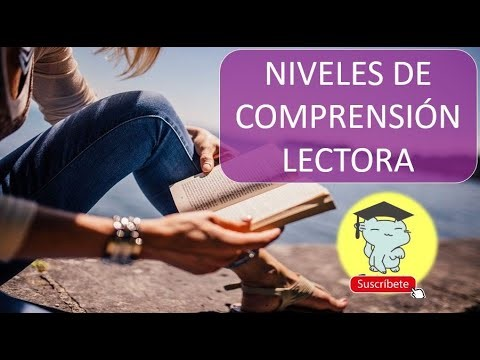 NIVELES DE
COMPRENSIÓN
LECTORA
Suscríbete